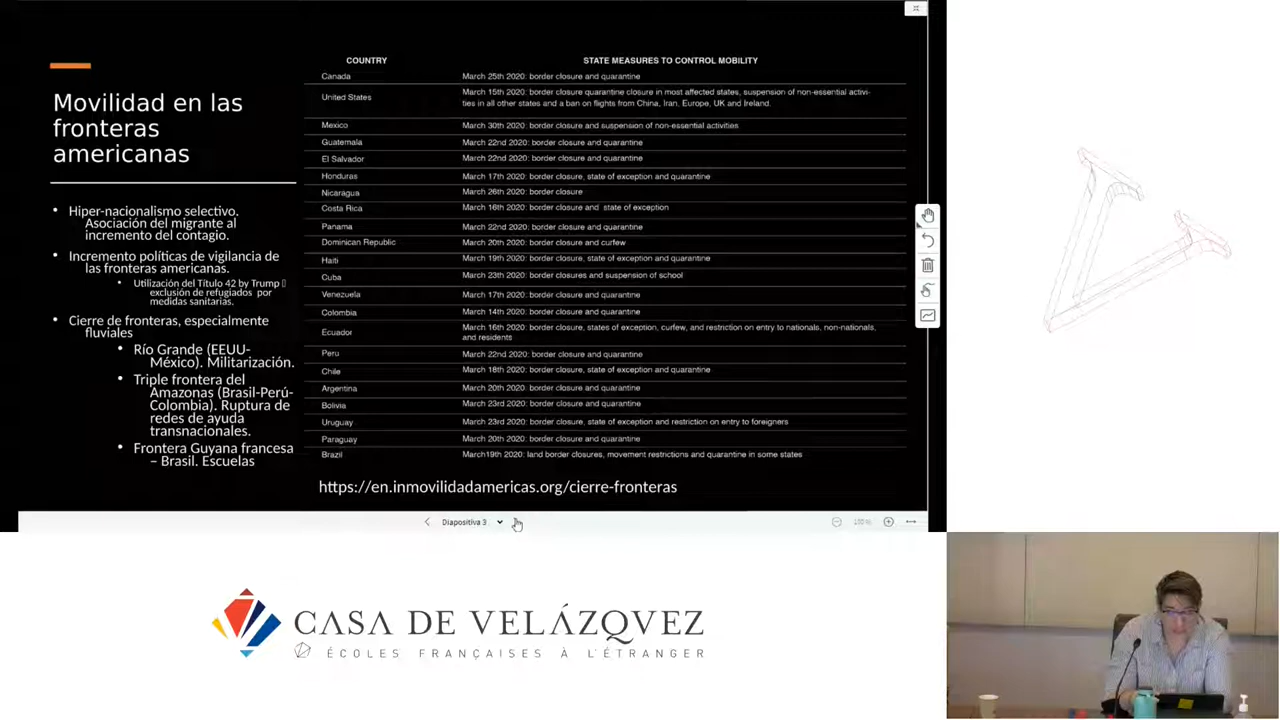 Movilidad en las
fronteras
americanas
• Hiper-nacionalismo selectivo.
Asociación del migrante al
incremento del contagio.
• Incremento políticas de vigilancia de
las fronteras americanas.
• Utilización del Título 42 by Trump
exclusión de refugiados por
medidas sanitarias.
• Cierre de fronteras, especialmente
fluviales
• Río Grande (EEUU-
México). Militarización.
• Triple frontera del
Amazonas (Brasil-Perú-
Colombia). Ruptura de
redes de ayuda
transnacionales.
• Frontera Guyana francesa
– Brasil. Escuelas
COUNTRY STATE MEASURES TO CONTROL MOBILITY
Canada March 25th 2020: border closure and quarantine
United States March 15th 2020: border closure quarantine closure in most affected states, suspension of non-essential activi-
ties in all other states and a ban on flights from China, Iran, Europe, UK and Ireland.
Mexico March 30th 2020: border closure and suspension of non-essential activities
Guatemala March 22nd 2020: border closure and quarantine
El Salvador March 22nd 2020: border closure and quarantine
Honduras March 17th 2020: border closure, state of exception and quarantine
Nicaragua March 26th 2020: border closure
Costa Rica March 16th 2020: border closure and state of exception
Panama March 22nd 2020: border closure and quarantine
Dominican Republic March 20th 2020: border closure and curfew
Haiti March 19th 2020: border closure, state of exception and quarantine
Cuba March 23th 2020: border closures and suspension of school
Venezuela March 17th 2020: border closure and quarantine
Colombia March 14th 2020: border closure and quarantine
Ecuador March 16th 2020: border closure, states of exception, curfew, and restriction on entry to nationals, non-nationals,
and residents
Peru March 22nd 2020: border closure and quarantine
Chile March 18th 2020: border closure, state of exception and quarantine
Argentina March 20th 2020: border closure and quarantine
Bolivia March 23rd 2020: border closure and quarantine
Uruguay March 23rd 2020: border closure, state of exception and restriction on entry to foreigners
Paraguay March 20th 2020: border closure and quarantine
Brazil March19th 2020: land border closures, movement restrictions and quarantine in some states
https://en.inmovilidadamericas.org/cierre-fronteras
Diapositiva 3 100 %
CASA DE VELÁZQVEZ
ÉCOLES FRANÇAISES À L'ÉTRANGER